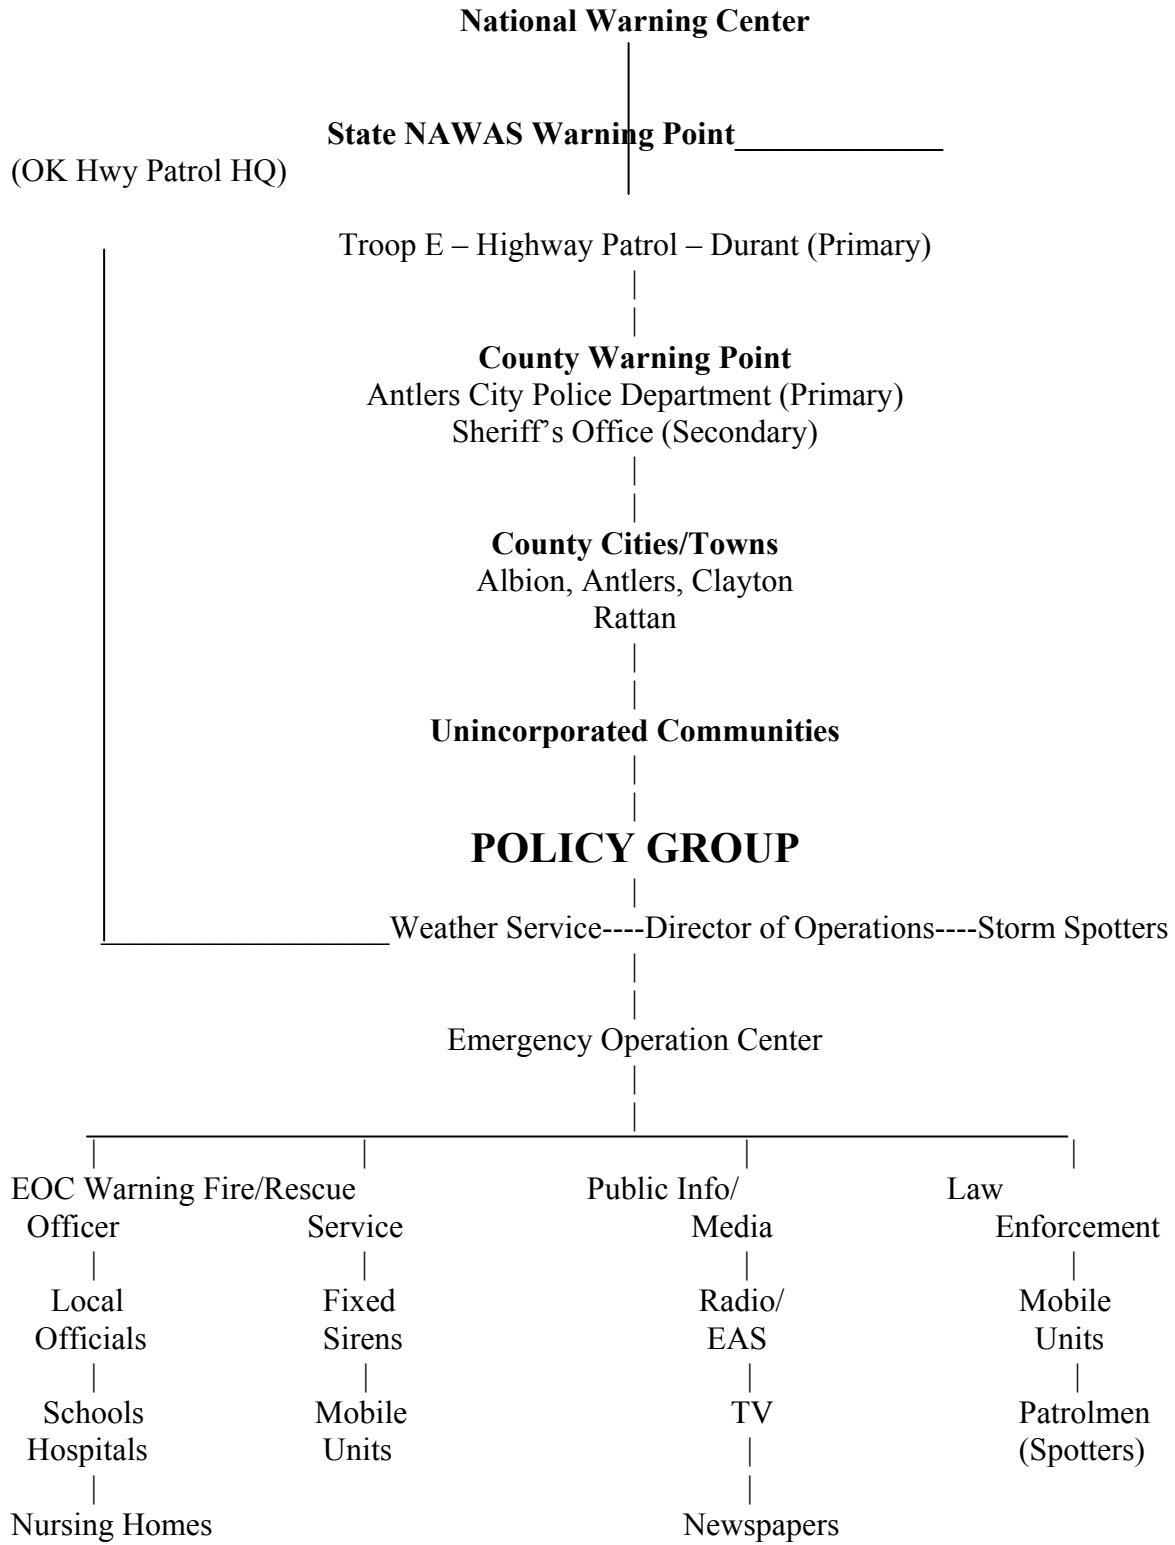 National Warning Center
State NAWAS Warning Point_____________
(OK Hwy Patrol HQ)
Troop E – Highway Patrol – Durant (Primary)
|
|
County Warning Point
Antlers City Police Department (Primary)
Sheriff’s Office (Secondary)
|
|
County Cities/Towns
Albion, Antlers, Clayton
Rattan
|
|
Unincorporated Communities
|
|
POLICY GROUP
|
__________________Weather Service----Director of Operations----Storm Spotters
|
|
Emergency Operation Center
|
|
| | | |
EOC Warning Fire/Rescue Public Info/ Law
Officer Service Media Enforcement
| | | |
Local Fixed Radio/ Mobile
Officials Sirens EAS Units
| | | |
Schools Mobile TV Patrolmen
Hospitals Units | (Spotters)
| |
Nursing Homes Newspapers